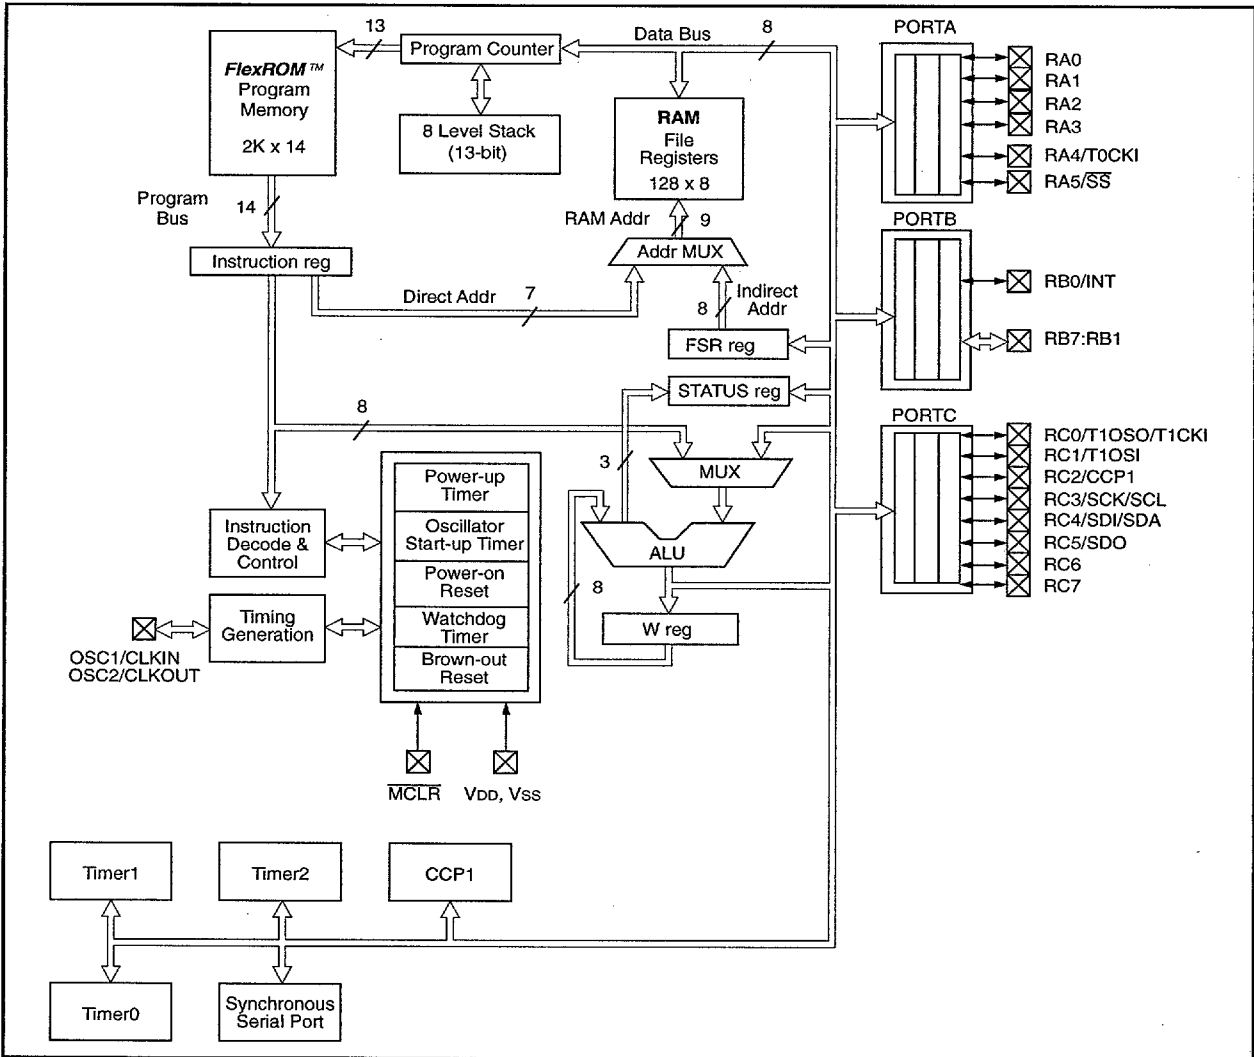 FlexROM™
Program
Memory
2K x 14
13
Program Counter
8 Level Stack
(13-bit)
Data Bus
8
RAM
File
Registers
128 x 8
RAM Addr
9
Addr MUX
Program
Bus
14
Instruction reg
Direct Addr
7
8
Indirect
Addr
FSR reg
STATUS reg
8
3
MUX
ALU
8
W reg
Power-up
Timer
Oscillator
Start-up Timer
Power-on
Reset
Watchdog
Timer
Brown-out
Reset
Instruction
Decode &
Control
Timing
Generation
OSC1/CLKIN
OSC2/CLKOUT
MCLR
VDD, VSS
PORTA
RA0
RA1
RA2
RA3
RA4/T0CKI
RA5/SS
PORTB
RB0/INT
RB7:RB1
PORTC
RC0/T1OSO/T1CKI
RC1/T1OSI
RC2/CCP1
RC3/SCK/SCL
RC4/SDI/SDA
RC5/SDO
RC6
RC7
Timer1
Timer2
CCP1
Timer0
Synchronous
Serial Port